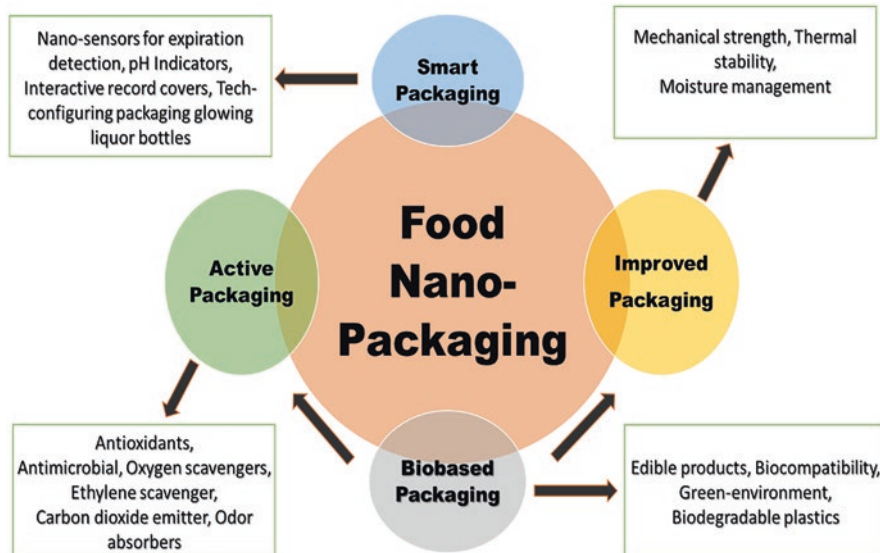 Nano-sensors for expiration
detection, pH Indicators,
Interactive record covers, Tech-
configuring packaging glowing
liquor bottles
Smart
Packaging
Mechanical strength, Thermal
stability,
Moisture management
Active
Packaging
Food
Nano-
Packaging
Improved
Packaging
Antioxidants,
Antimicrobial, Oxygen scavengers,
Ethylene scavenger,
Carbon dioxide emitter, Odor
absorbers
Biobased
Packaging
Edible products, Biocompatibility,
Green-environment,
Biodegradable plastics